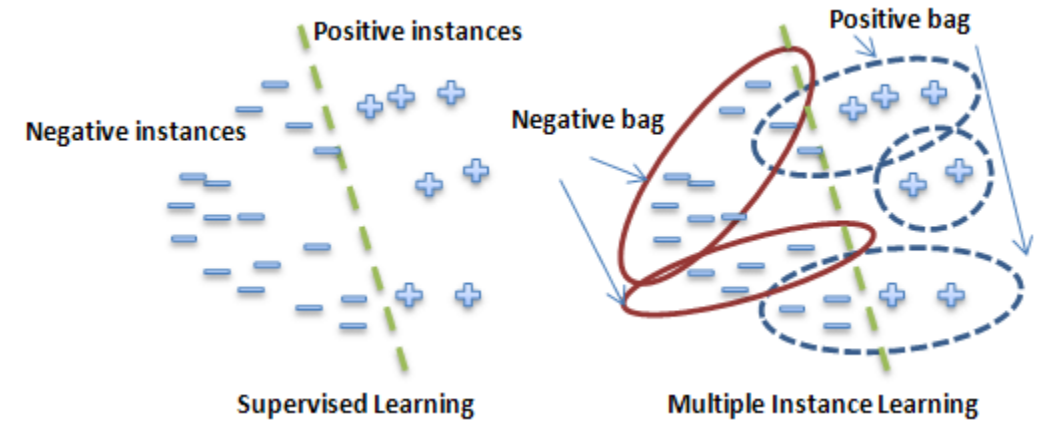 Positive instances
Negative instances
Supervised Learning
Positive bag
Negative bag
Multiple Instance Learning